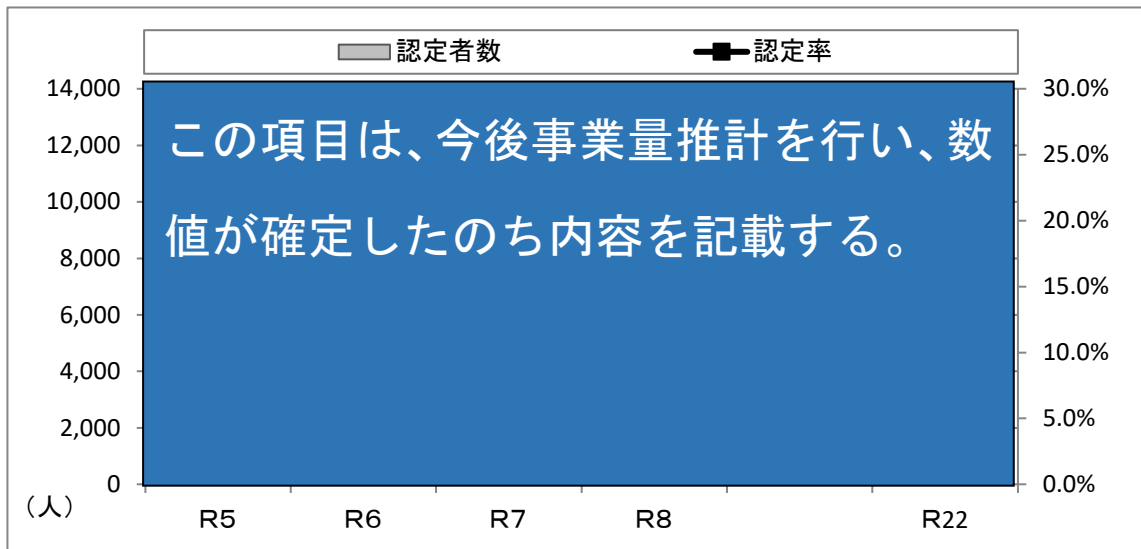 認定者数 認定率
14,000 30.0%
この項目は、今後事業量推計を行い、数
12,000 25.0%
10,000 20.0%
値が確定したのち内容を記載する。
8,000 15.0%
6,000 10.0%
4,000 5.0%
2,000 0.0%
0
(人)
R5 R6 R7 R8 R22